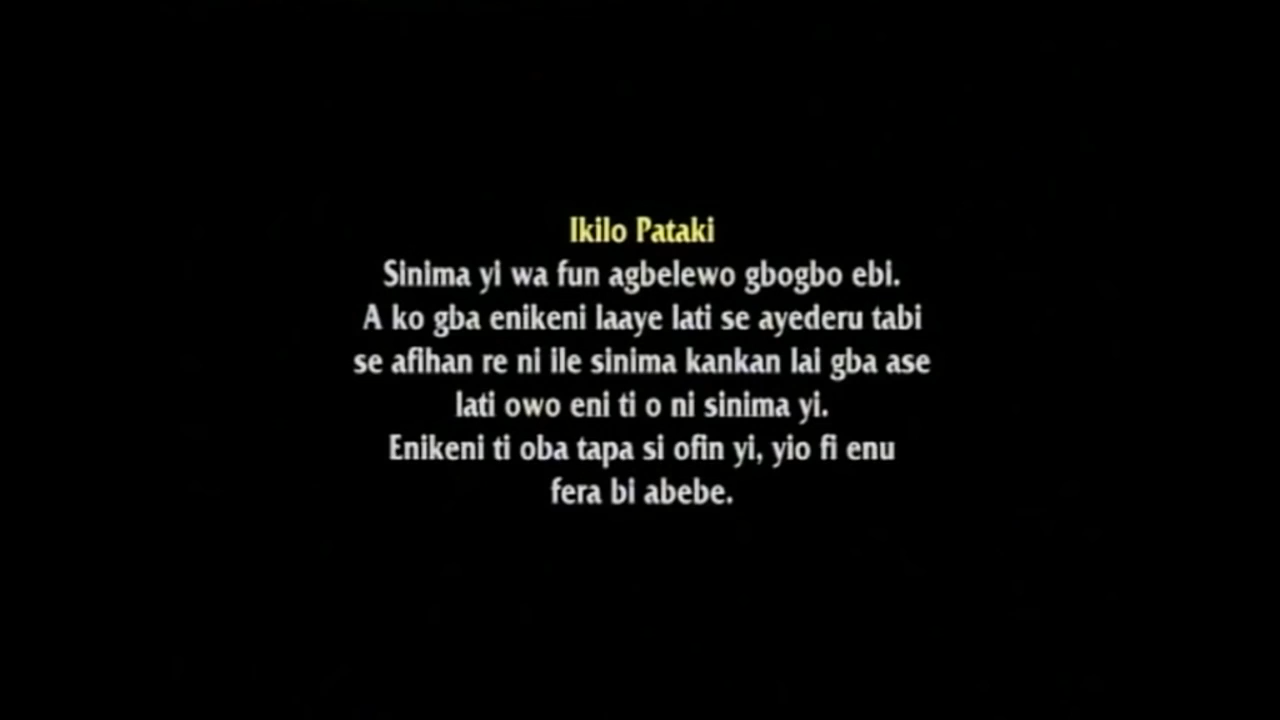 Ikilo Pataki
Sinima yi wa fun agbelewo gbogbo ebi.
A ko gba enikeni laaye lati se ayederu tabi
se afihan re ni ile sinima kankan lai gba ase
lati owo eni ti o ni sinima yi.
Enikeni ti oba tapa si ofin yi, yio fi enu
fera bi abebe.